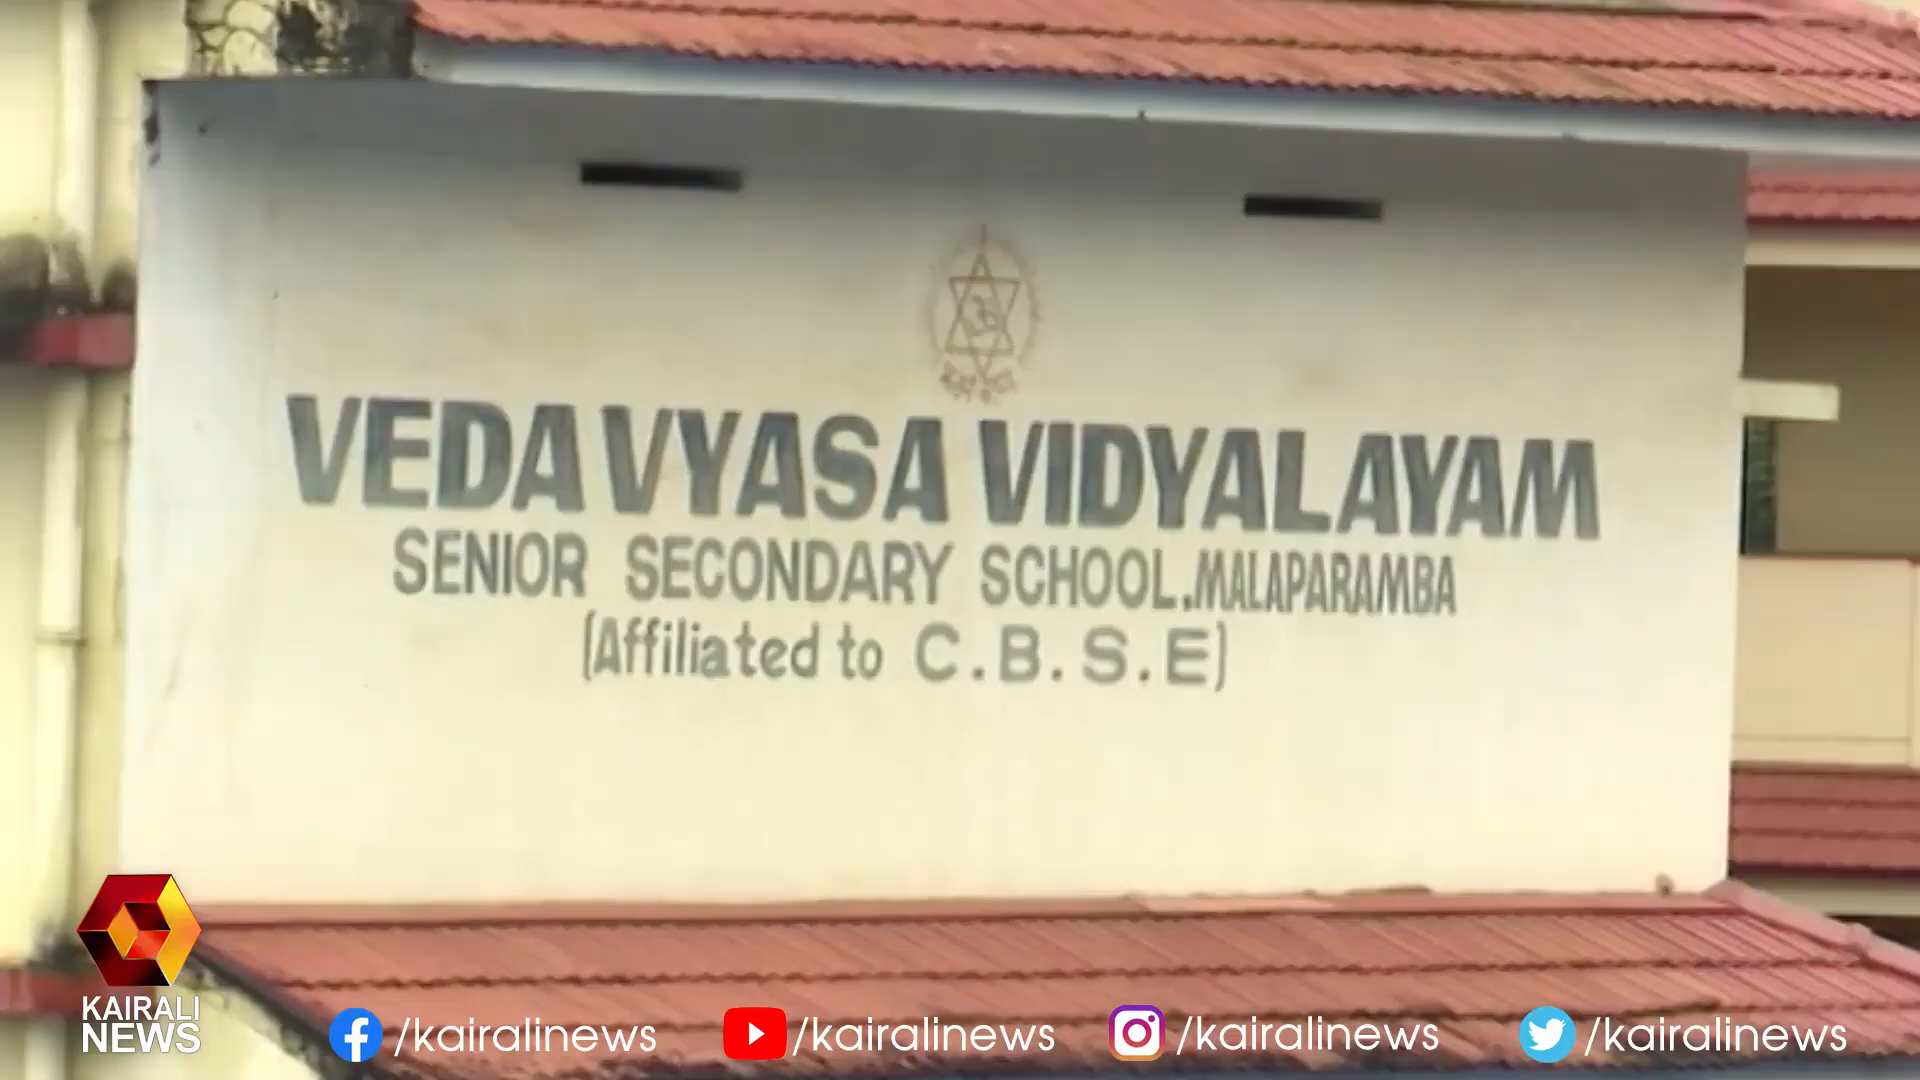 VEDA VYASA VIDYALAYAM
SENIOR SECONDARY SCHOOL.MALAPARAMBA
(Affiliated to C.B.S.E)
KAIRALI
NEWS
/kairalinews /kairalinews /kairalinews /kairalinews